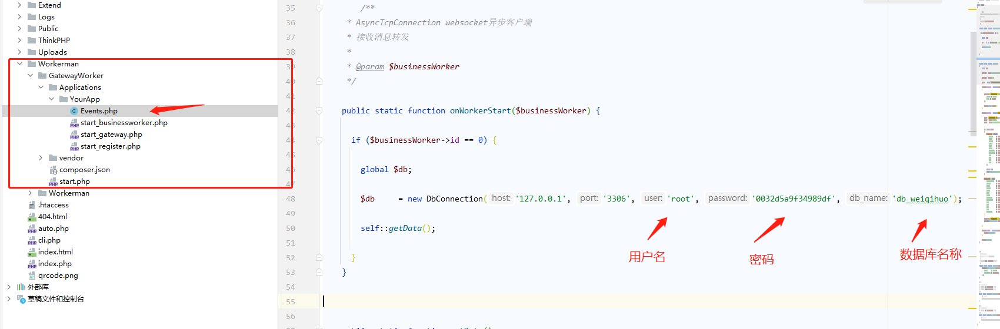 Extend
Logs
Public
ThinkPHP
Uploads
Workerman
GatewayWorker
Applications
YourApp
Events.php
start_businessworker.php
start_gateway.php
start_register.php
vendor
composer.json
start.php
Workerman
.htaccess
404.html
auto.php
cli.php
index.html
index.php
qrcode.png
外部库
草稿文件和控制台
35 /**
36 * AsyncTcpConnection websocket异步客户端
37 * 接收消息转发
38 *
39 * @param $businessWorker
40 */
41
42 public static function onWorkerStart($businessWorker) {
43
44 if ($businessWorker->id == 0) {
45
46 global $db;
47
48 $db = new DbConnection( host: '127.0.0.1', port: '3306', user: 'root', password: '0032d5a9f34989df', db_name: 'db_weiqihuo');
49
50 self::getData();
51
52 }
53 }
54
55
56
用户名
密码
数据库名称